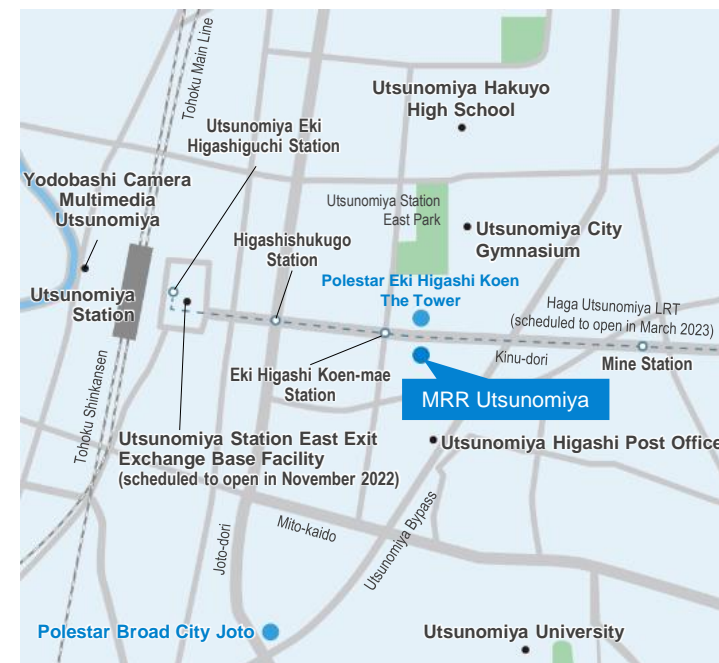 Tohoku Main Line
Utsunomiya Hakuyo
High School
Utsunomiya Eki
Higashiguchi Station
Yodobashi Camera
Multimedia
Utsunomiya
Utsunomiya Station
East Park
Utsunomiya City
Gymnasium
Higashishukugo
Station
Polestar Eki Higashi Koen
The Tower
Utsunomiya
Station
Haga Utsunomiya LRT
(scheduled to open in March 2023)
Kinu-dori
Mine Station
Eki Higashi Koen-mae
Station
MRR Utsunomiya
Tohoku Shinkansen
Utsunomiya Station East Exit
Exchange Base Facility
(scheduled to open in November 2022)
Utsunomiya Higashi Post Office
Mito-kaido
Joto-dori
Utsunomiya Bypass
Polestar Broad City Joto
Utsunomiya University